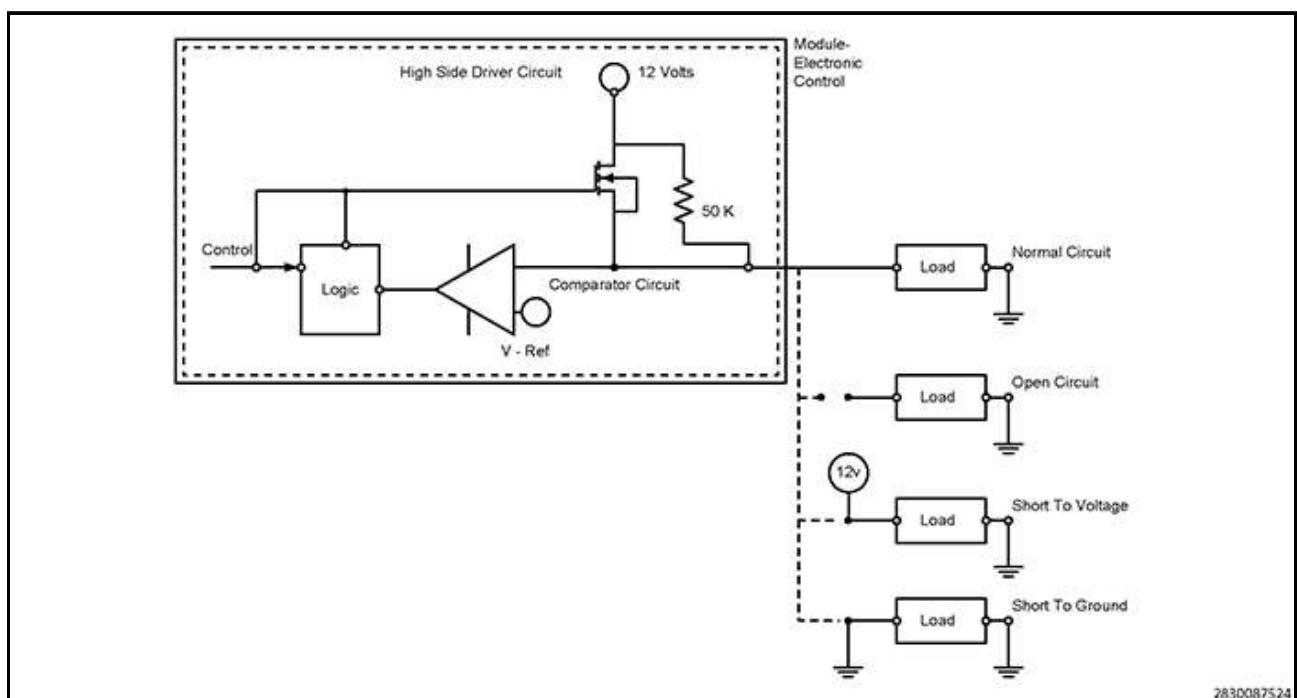 Module-
Electronic
Control
High Side Driver Circuit
12 Volts
50 K
Control
Logic
Comparator Circuit
V - Ref
Load
Normal Circuit
Load
Open Circuit
12v
Load
Short To Voltage
Load
Short To Ground
2830087524